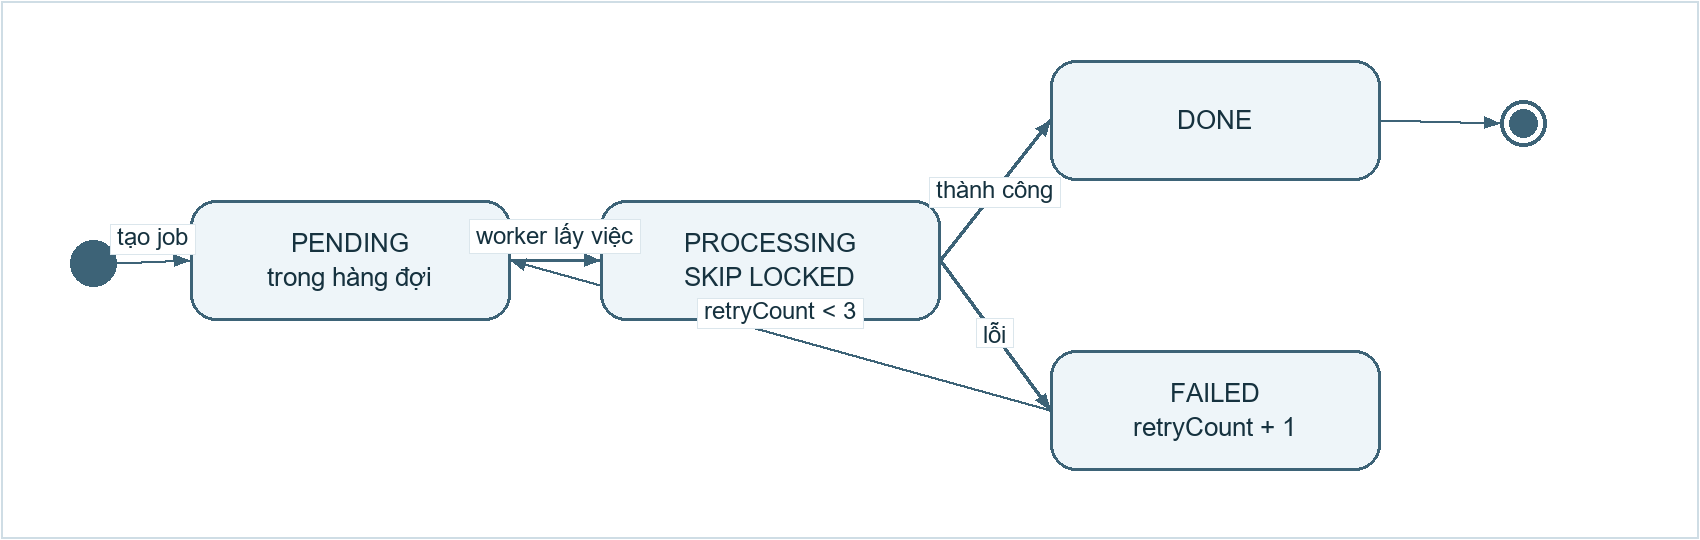 tạo job
PENDING
trong hàng đợi
worker lấy việc
PROCESSING
SKIP LOCKED
retryCount < 3
thành công
DONE
lỗi
FAILED
retryCount + 1